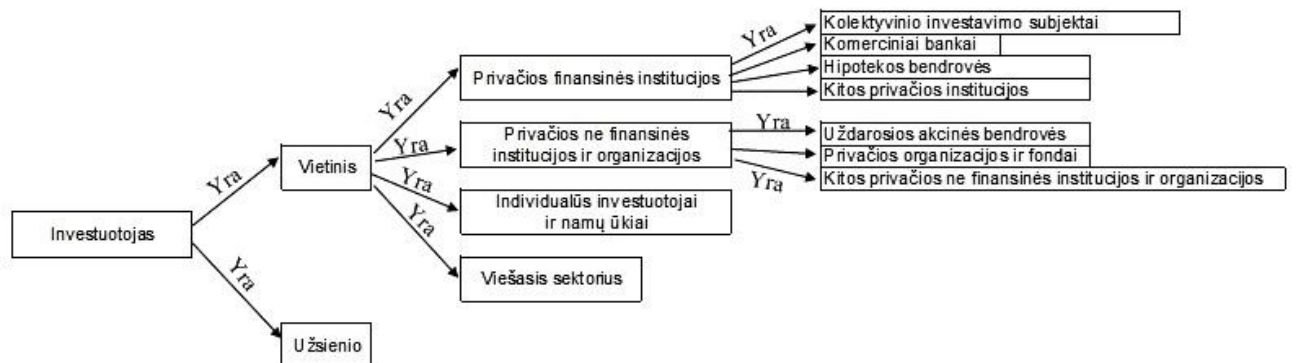 Investuotojas
Yra
Yra
Vietinis
Užsienio
Yra
Yra
Yra
Yra
Privačios finansinės institucijos
Privačios ne finansinės
institucijos ir organizacijos
Individualūs investuotojai
ir namų ūkiai
Viešasis sektorius
Yra
Kolektyvinio investavimo subjektai
Komerciniai bankai
Hipotekos bendrovės
Kitos privačios institucijos
Yra
Yra
Uždarosios akcinės bendrovės
Privačios organizacijos ir fondai
Kitos privačios ne finansinės institucijos ir organizacijos